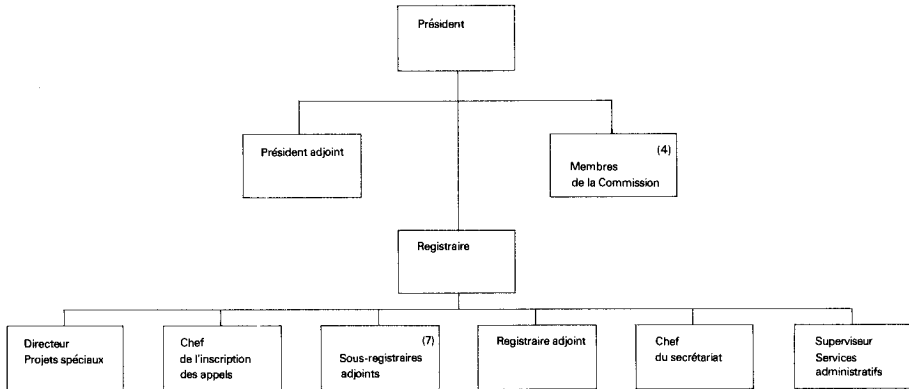 Président
Président adjoint
(4)
Membres
de la Commission
Registraire
Directeur
Projets spéciaux
Chef
de l'inscription
des appels
(7)
Sous-registraires
adjoints
Registraire adjoint
Chef
du secrétariat
Superviseur
Services
administratifs